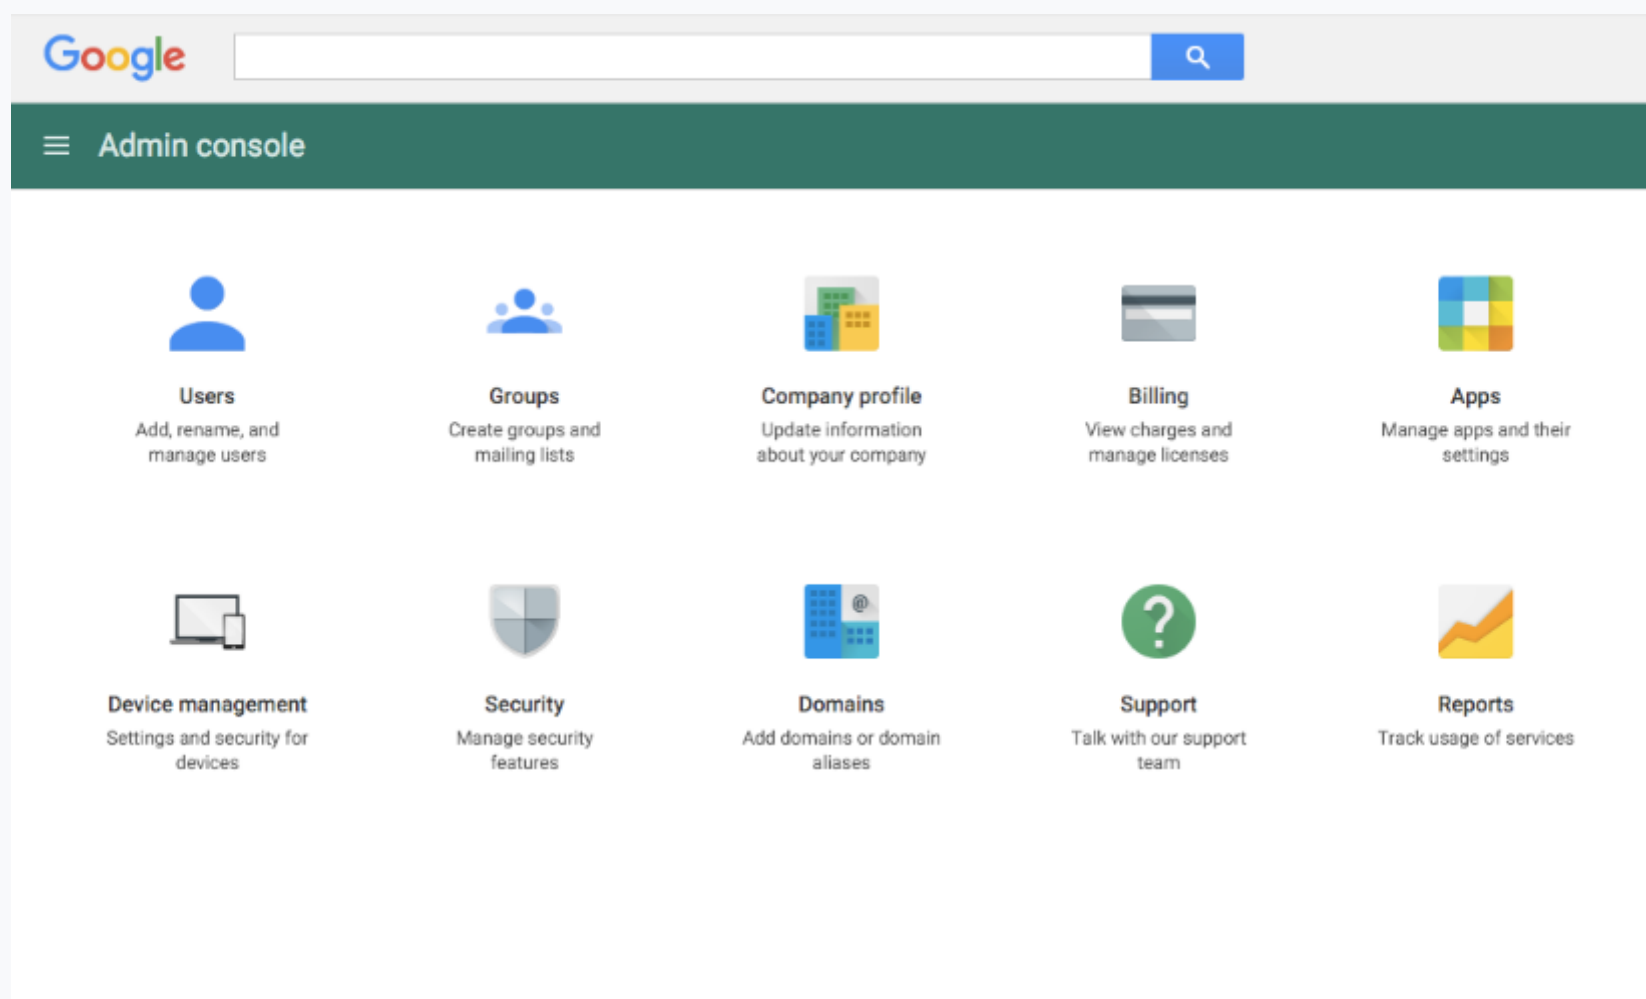 Google
Admin console
Users
Add, rename, and
manage users
Groups
Create groups and
mailing lists
Company profile
Update information
about your company
Billing
View charges and
manage licenses
Apps
Manage apps and their
settings
Device management
Settings and security for
devices
Security
Manage security
features
@
Domains
Add domains or domain
aliases
?
Support
Talk with our support
team
Reports
Track usage of services